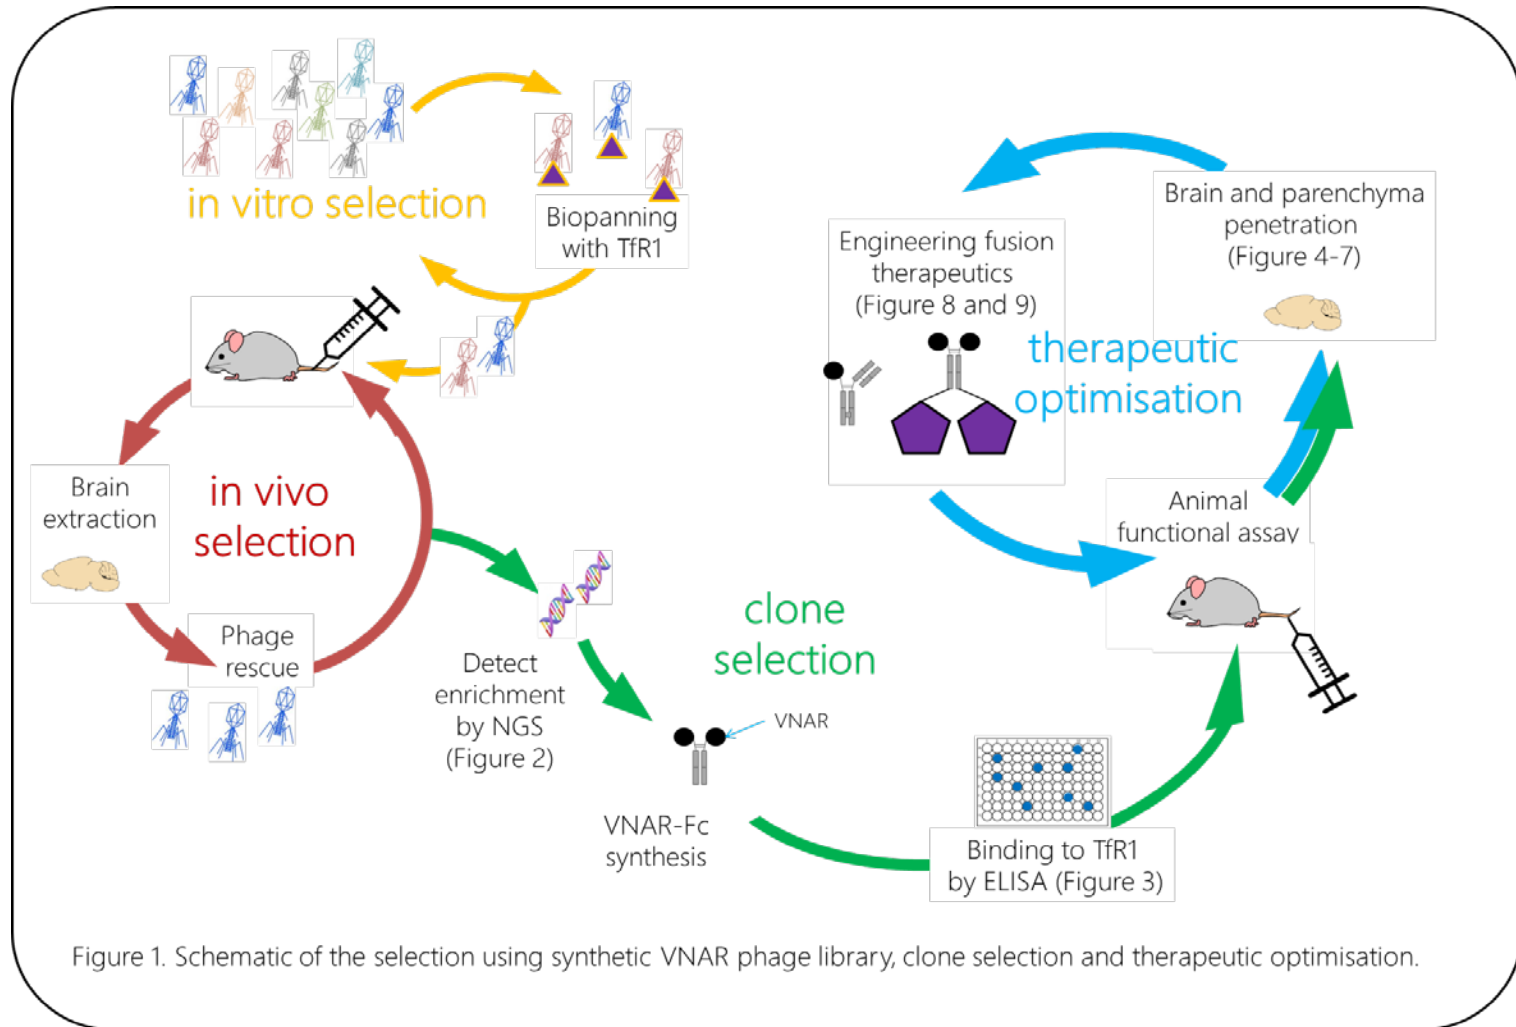 in vitro selection
Biopanning
with TfR1
Brain
extraction
in vivo
selection
Phage
rescue
Detect
enrichment
by NGS
(Figure 2)
clone
selection
VNAR
VNAR-Fc
synthesis
Binding to TfR1
by ELISA (Figure 3)
Animal
functional assay
Brain and parenchyma
penetration
(Figure 4-7)
Engineering fusion
therapeutics
(Figure 8 and 9)
therapeutic
optimisation
Figure 1. Schematic of the selection using synthetic VNAR phage library, clone selection and therapeutic optimisation.